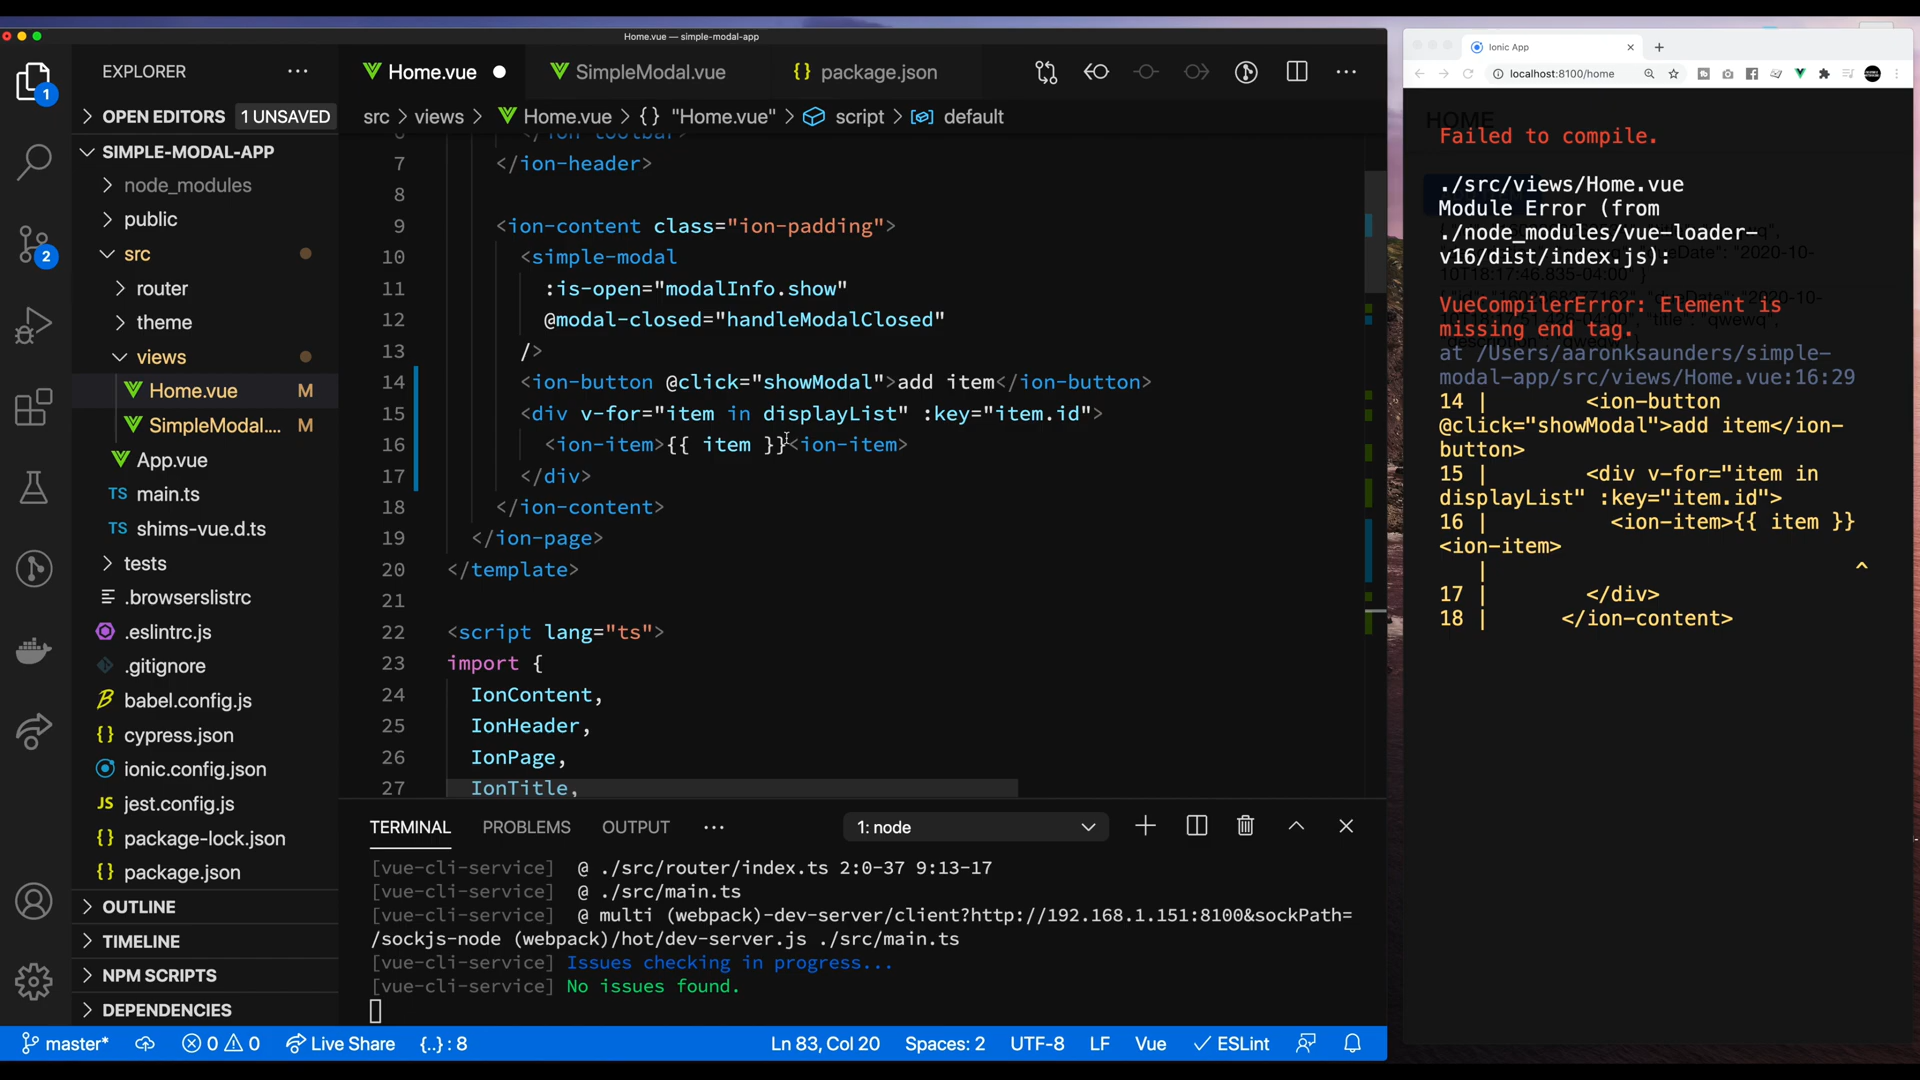 Home.vue — simple-modal-app
EXPLORER
OPEN EDITORS 1 UNSAVED
SIMPLE-MODAL-APP
node_modules
public
src
router
theme
views
Home.vue M
SimpleModal.... M
App.vue
TS main.ts
TS shims-vue.d.ts
tests
.browserslistrc
.eslintrc.js
.gitignore
babel.config.js
{} cypress.json
ionic.config.json
JS jest.config.js
{} package-lock.json
{} package.json
OUTLINE
TIMELINE
NPM SCRIPTS
DEPENDENCIES
1
2
Home.vue
SimpleModal.vue
{} package.json
src > views > Home.vue > {} "Home.vue" > script > default
6 </ion-toolbar>
7 </ion-header>
8
9 <ion-content class="ion-padding">
10 <simple-modal
11 :is-open="modalInfo.show"
12 @modal-closed="handleModalClosed"
13 />
14 <ion-button @click="showModal">add item</ion-button>
15 <div v-for="item in displayList" :key="item.id">
16 <ion-item>{{ item }}<ion-item>
17 </div>
18 </ion-content>
19 </ion-page>
20 </template>
21
22 <script lang="ts">
23 import {
24 IonContent,
25 IonHeader,
26 IonPage,
27 IonTitle,
TERMINAL PROBLEMS OUTPUT ... 1: node
[vue-cli-service] @ ./src/router/index.ts 2:0-37 9:13-17
[vue-cli-service] @ ./src/main.ts
[vue-cli-service] @ multi (webpack)-dev-server/client?http://192.168.1.151:8100&sockPath=
/sockjs-node (webpack)/hot/dev-server.js ./src/main.ts
[vue-cli-service] Issues checking in progress...
[vue-cli-service] No issues found.
master* 0 0 Live Share {..} : 8 Ln 83, Col 20 Spaces: 2 UTF-8 LF Vue ESLint
Ionic App
localhost:8100/home
HOME
Failed to compile.
./src/views/Home.vue
Module Error (from
./node_modules/vue-loader-
v16/dist/index.js):
VueCompilerError: Element is
missing end tag.
at /Users/aaronksaunders/simple-
modal-app/src/views/Home.vue:16:29
14 | <ion-button
@click="showModal">add item</ion-
button>
15 | <div v-for="item in
displayList" :key="item.id">
16 | <ion-item>{{ item }}
<ion-item>
| ^
17 | </div>
18 | </ion-content>